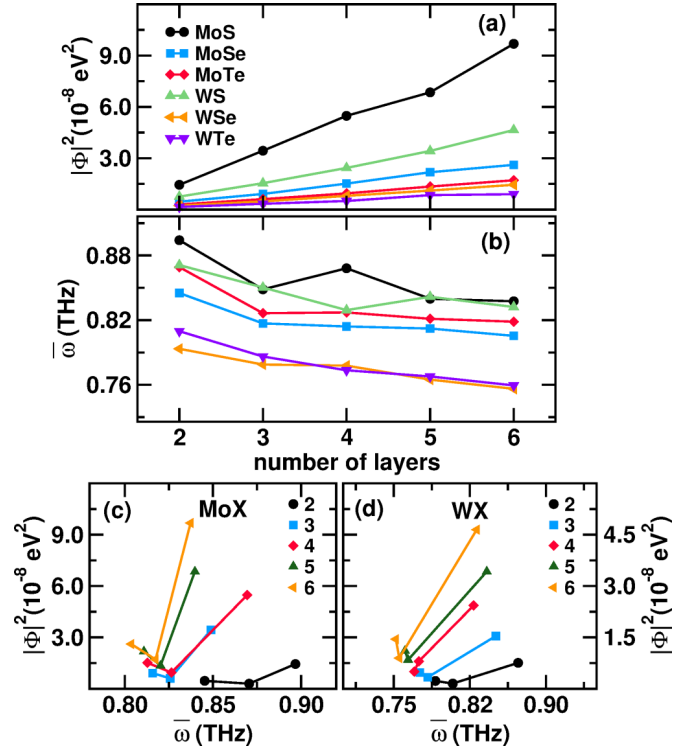 (a)
MoS
MoSe
MoTe
WS
WSe
WTe
9.0
6.0
3.0
|Φ|²(10⁻⁸ eV²)
(b)
0.88
0.82
0.76
ω̅ (THz)
2 3 4 5 6
number of layers
(c) MoX
2
3
4
5
6
9.0
6.0
3.0
|Φ|²(10⁻⁸ eV²)
0.80 0.85 0.90
ω̅ (THz)
(d) WX
2
3
4
5
6
4.5
3.0
1.5
|Φ|²(10⁻⁸ eV²)
0.75 0.82 0.90
ω̅ (THz)